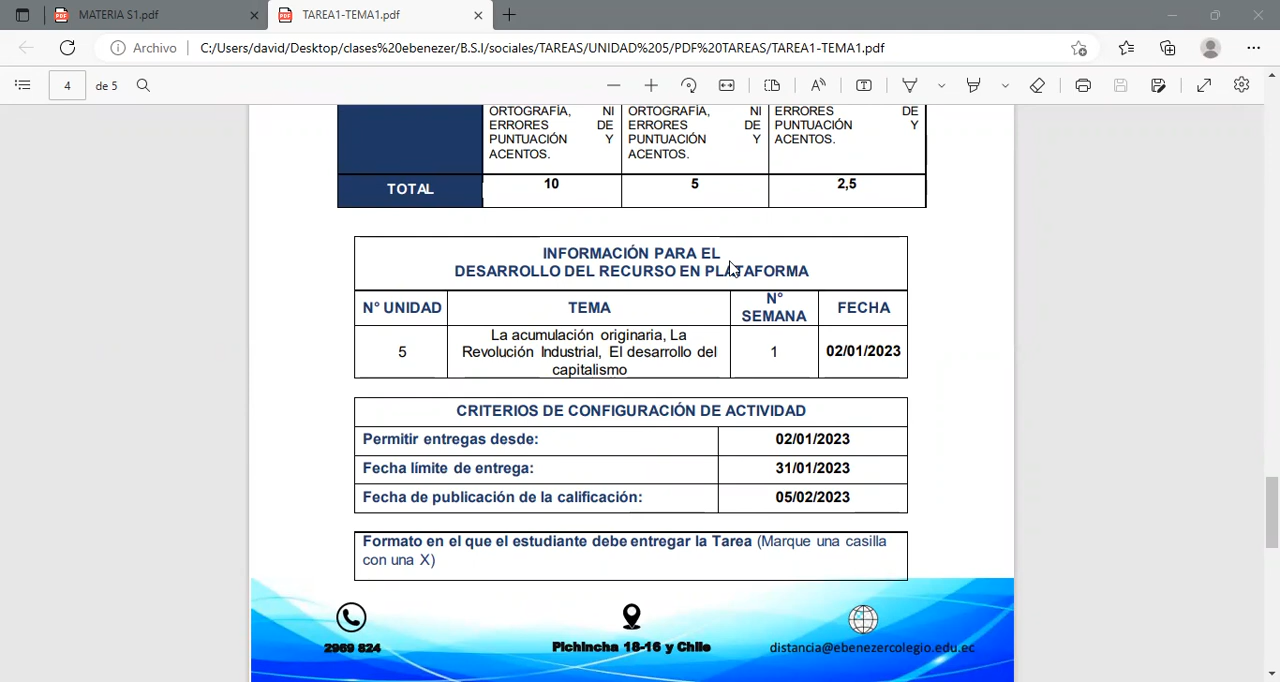 MATERIA S1.pdf
TAREA1-TEMA1.pdf
Archivo
C:/Users/david/Desktop/clases%20ebenezer/B.S.I/sociales/TAREAS/UNIDAD%205/PDF%20TAREAS/TAREA1-TEMA1.pdf
4 de 5
ORTOGRAFÍA, NI ERRORES DE PUNTUACIÓN Y ACENTOS.
ORTOGRAFÍA, NI ERRORES DE PUNTUACIÓN Y ACENTOS.
ERRORES DE PUNTUACIÓN Y ACENTOS.
TOTAL 10 5 2,5
INFORMACIÓN PARA EL
DESARROLLO DEL RECURSO EN PLATAFORMA
N° UNIDAD TEMA N° SEMANA FECHA
5
La acumulación originaria, La
Revolución Industrial, El desarrollo del
capitalismo
1
02/01/2023
CRITERIOS DE CONFIGURACIÓN DE ACTIVIDAD
Permitir entregas desde: 02/01/2023
Fecha límite de entrega: 31/01/2023
Fecha de publicación de la calificación: 05/02/2023
Formato en el que el estudiante debe entregar la Tarea (Marque una casilla
con una X)
2969 824
Pichincha 18-16 y Chile
distancia@ebenezercolegio.edu.ec